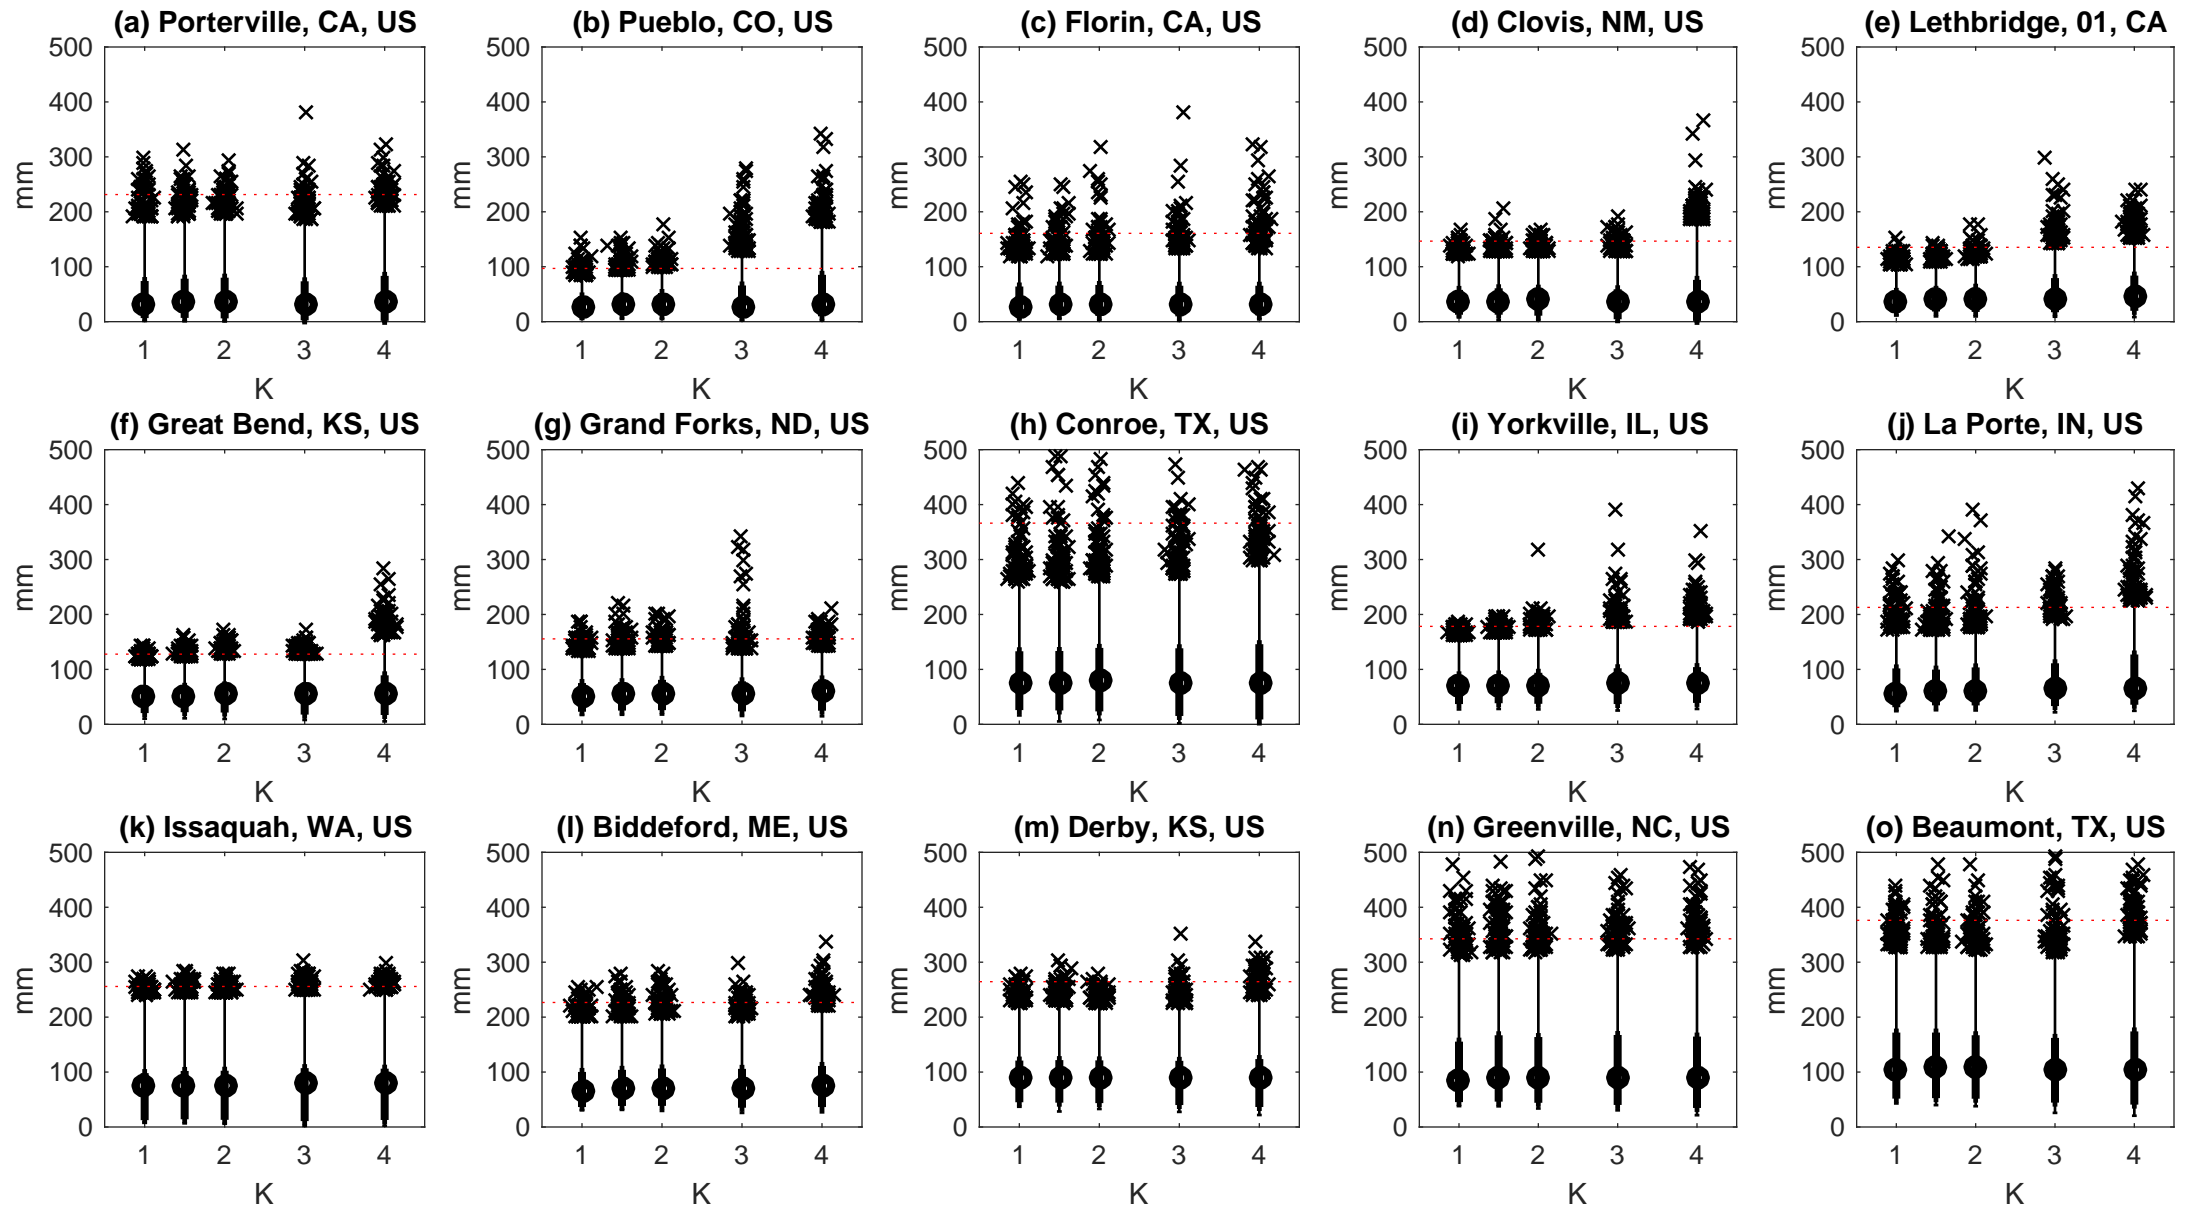 (a) Porterville, CA, US
500
400
300
200
100
0
mm
1 2 3 4
K
(b) Pueblo, CO, US
500
400
300
200
100
0
mm
1 2 3 4
K
(c) Florin, CA, US
500
400
300
200
100
0
mm
1 2 3 4
K
(d) Clovis, NM, US
500
400
300
200
100
0
mm
1 2 3 4
K
(e) Lethbridge, 01, CA
500
400
300
200
100
0
mm
1 2 3 4
K
(f) Great Bend, KS, US
500
400
300
200
100
0
mm
1 2 3 4
K
(g) Grand Forks, ND, US
500
400
300
200
100
0
mm
1 2 3 4
K
(h) Conroe, TX, US
500
400
300
200
100
0
mm
1 2 3 4
K
(i) Yorkville, IL, US
500
400
300
200
100
0
mm
1 2 3 4
K
(j) La Porte, IN, US
500
400
300
200
100
0
mm
1 2 3 4
K
(k) Issaquah, WA, US
500
400
300
200
100
0
mm
1 2 3 4
K
(l) Biddeford, ME, US
500
400
300
200
100
0
mm
1 2 3 4
K
(m) Derby, KS, US
500
400
300
200
100
0
mm
1 2 3 4
K
(n) Greenville, NC, US
500
400
300
200
100
0
mm
1 2 3 4
K
(o) Beaumont, TX, US
500
400
300
200
100
0
mm
1 2 3 4
K